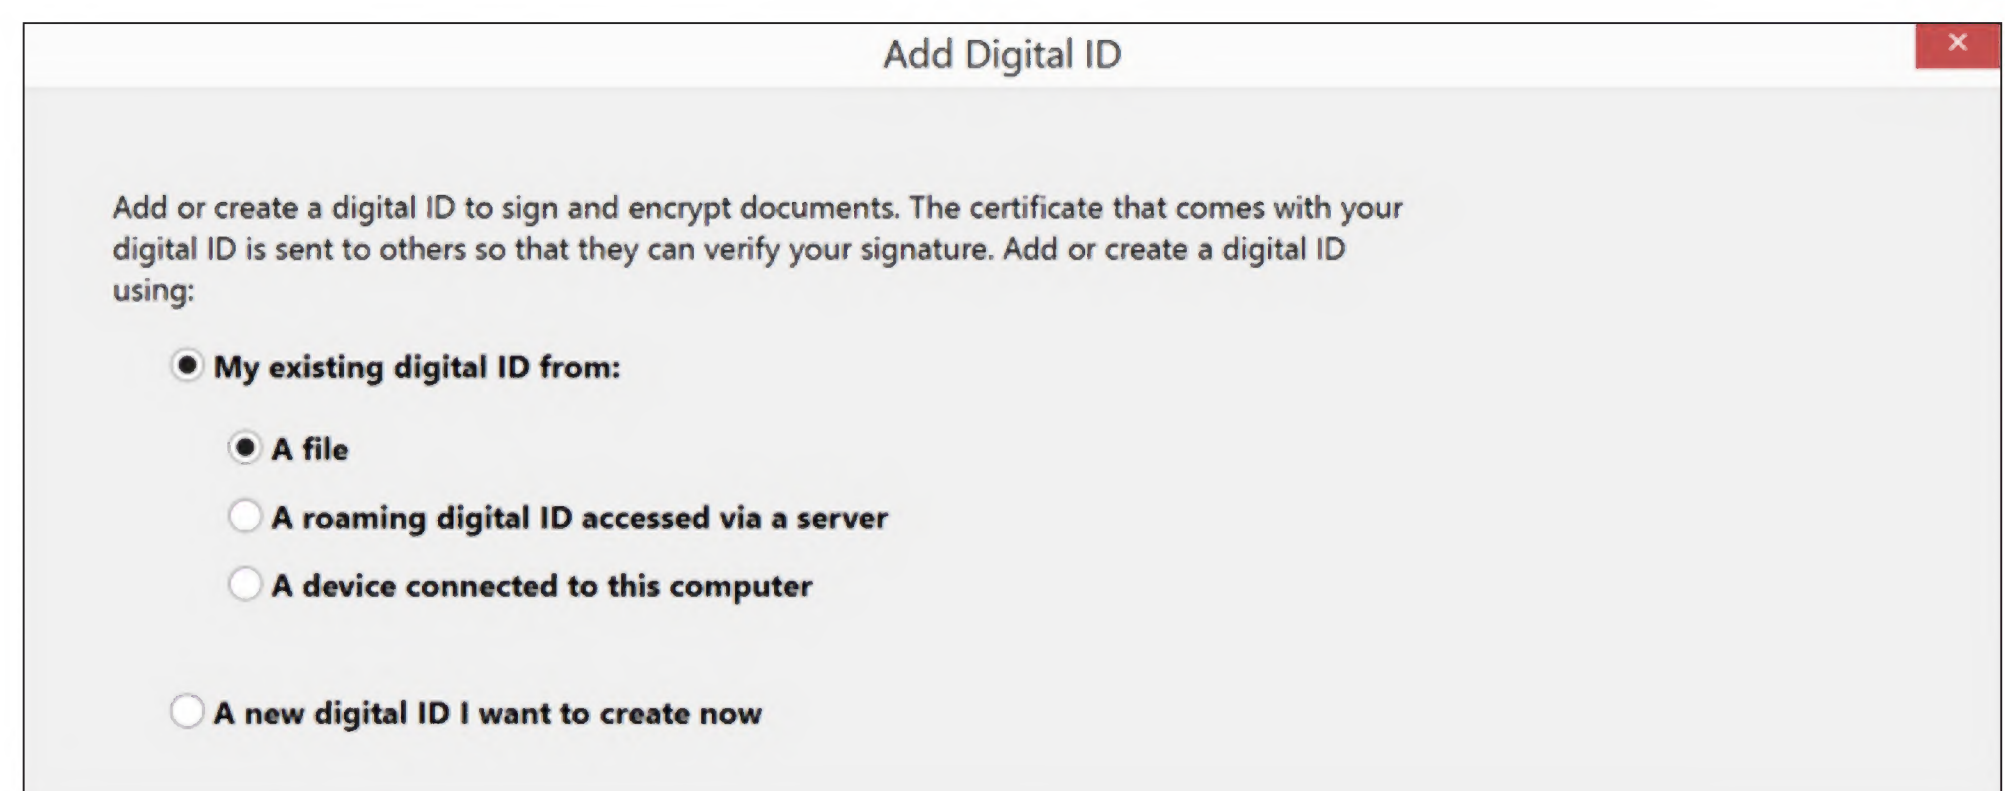 Add Digital ID
Add or create a digital ID to sign and encrypt documents. The certificate that comes with your
digital ID is sent to others so that they can verify your signature. Add or create a digital ID
using:
My existing digital ID from:
A file
A roaming digital ID accessed via a server
A device connected to this computer
A new digital ID I want to create now